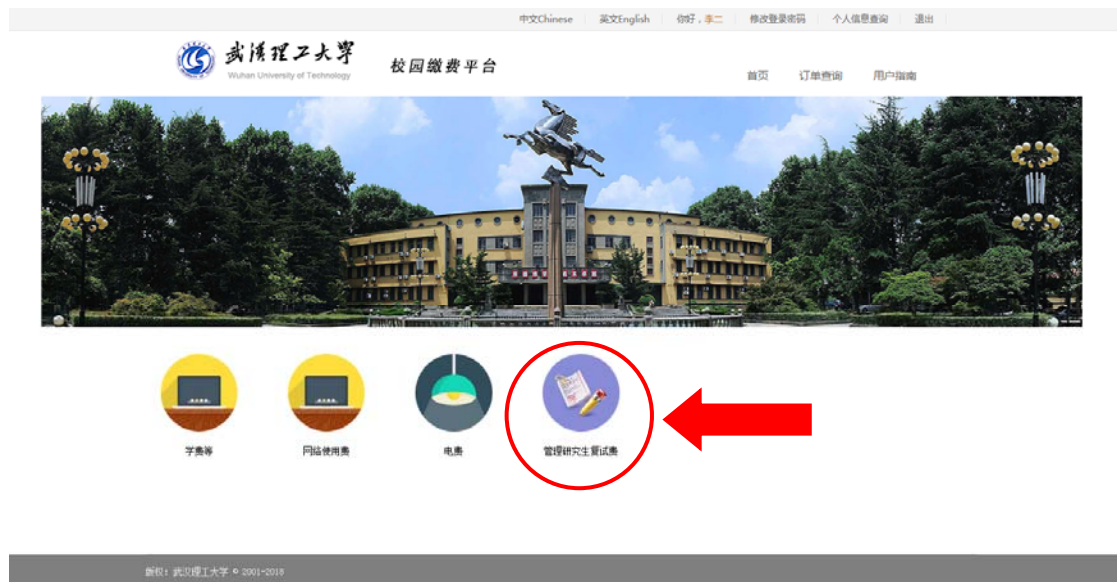 中文Chinese 英文English 你好，李二 修改登录密码 个人信息查询 退出
武汉理工大学
Wuhan University of Technology
校园缴费平台
首页 订单查询 用户指南
学费等 网络使用费 电费 管理研究生复试费
版权：武汉理工大学 © 2001-2018